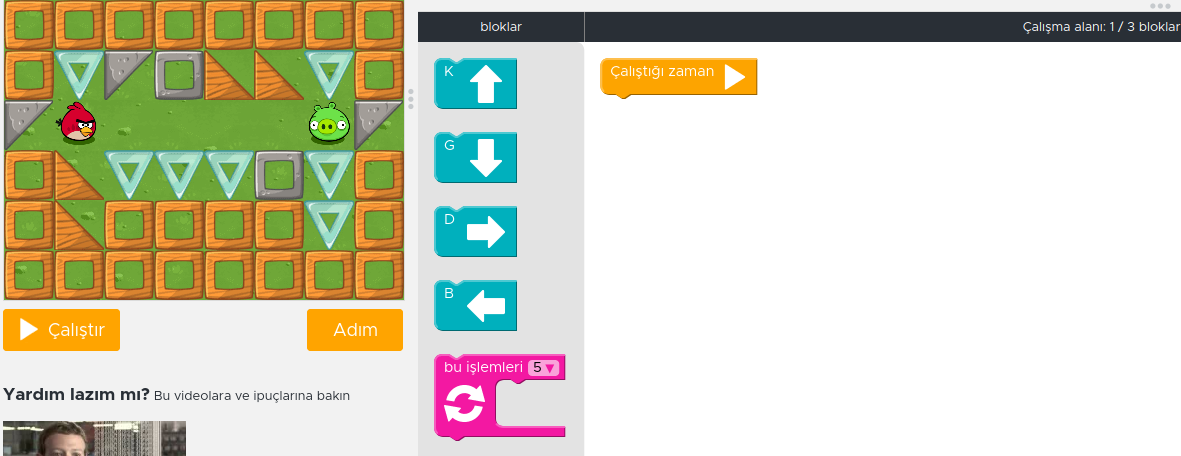 bloklar
Çalışma alanı: 1 / 3 bloklar
K
Çalıştığı zaman
G
D
B
bu işlemleri 5▼
Çalıştır
Adım
Yardım lazım mı? Bu videolara ve ipuçlarına bakın